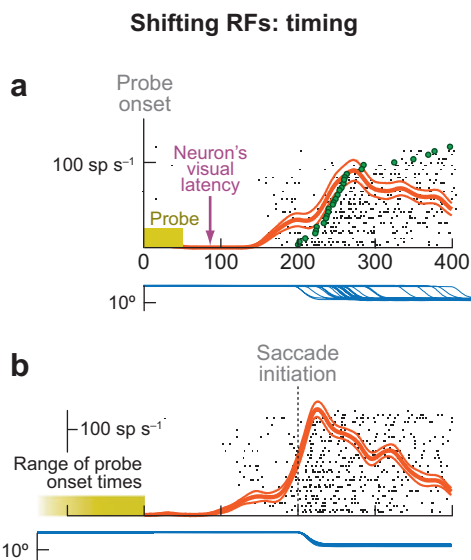 Shifting RFs: timing
a
Probe
onset
100 sp s⁻¹
Neuron's
visual
latency
Probe
0
100
200
300
400
10º
b
Saccade
initiation
100 sp s⁻¹
Range of probe
onset times
10º